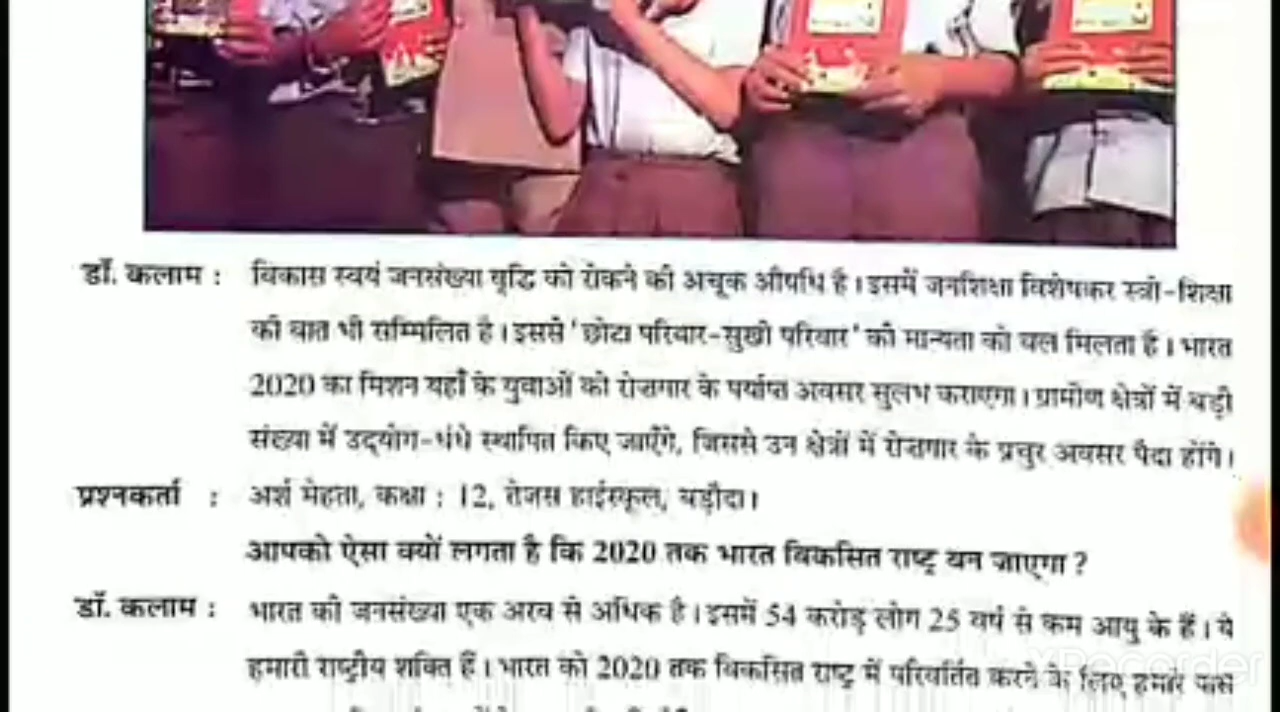 डॉ. कलाम : विकास स्वयं जनसंख्या वृद्धि को रोकने की अचूक औषधि है । इसमें जनशिक्षा विशेषकर स्त्री-शिक्षा
की बात भी सम्मिलित है । इससे 'छोटा परिवार-सुखी परिवार' की मान्यता को बल मिलता है । भारत
2020 का मिशन यहाँ के युवाओं को रोज़गार के पर्याप्त अवसर सुलभ कराएगा । ग्रामीण क्षेत्रों में बड़ी
संख्या में उद्योग-धंधे स्थापित किए जाएँगे, जिससे उन क्षेत्रों में रोज़गार के प्रचुर अवसर पैदा होंगे ।
प्रश्नकर्ता : अर्श मेहता, कक्षा : 12, तेजस हाईस्कूल, बड़ौदा ।
आपको ऐसा क्यों लगता है कि 2020 तक भारत विकसित राष्ट्र बन जाएगा ?
डॉ. कलाम : भारत की जनसंख्या एक अरब से अधिक है । इसमें 54 करोड़ लोग 25 वर्ष से कम आयु के हैं । ये
हमारी राष्ट्रीय शक्ति हैं । भारत को 2020 तक विकसित राष्ट्र में परिवर्तित करने के लिए हमारे पास
XRecorder